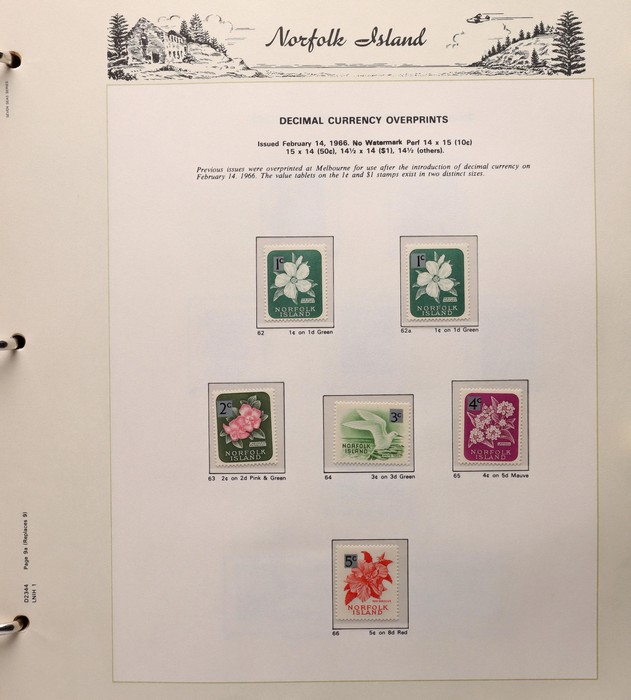 Norfolk Island
DECIMAL CURRENCY OVERPRINTS
Issued February 14, 1966. No Watermark Perf 14 x 15 (10c)
15 x 14 (50c), 14½ x 14 ($1), 14½ (others).
Previous issues were overprinted at Melbourne for use after the introduction of decimal currency on
February 14. 1966. The value tablets on the 1c and $1 stamps exist in two distinct sizes.
1c
NORFOLK
ISLAND
62 1c on 1d Green
1c
NORFOLK
ISLAND
62a 1c on 1d Green
2c
NORFOLK
ISLAND
63 2c on 2d Pink & Green
3c
NORFOLK
ISLAND
64 3c on 3d Green
4c
NORFOLK
ISLAND
65 4c on 5d Mauve
5c
NORFOLK
ISLAND
66 5c on 8d Red
D2344 Page 9a (Replaces 9)
LNIH 1